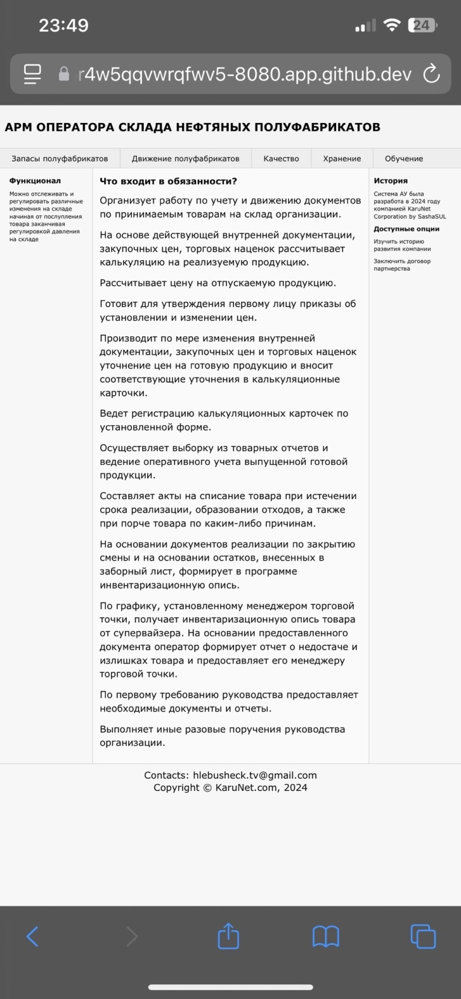 23:49
24
r4w5qqvwrqfwv5-8080.app.github.dev
АРМ ОПЕРАТОРА СКЛАДА НЕФТЯНЫХ ПОЛУФАБРИКАТОВ
Запасы полуфабрикатов
Движение полуфабрикатов
Качество
Хранение
Обучение
Функционал
Можно отслеживать и
регулировать различные
изменения на складе
начиная от послупления
товара заканчивая
регулировкой давления
на складе
Что входит в обязанности?
Организует работу по учету и движению документов
по принимаемым товарам на склад организации.
На основе действующей внутренней документации,
закупочных цен, торговых наценок рассчитывает
калькуляцию на реализуемую продукцию.
Рассчитывает цену на отпускаемую продукцию.
Готовит для утверждения первому лицу приказы об
установлении и изменении цен.
Производит по мере изменения внутренней
документации, закупочных цен и торговых наценок
уточнение цен на готовую продукцию и вносит
соответствующие уточнения в калькуляционные
карточки.
Ведет регистрацию калькуляционных карточек по
установленной форме.
Осуществляет выборку из товарных отчетов и
ведение оперативного учета выпущенной готовой
продукции.
Составляет акты на списание товара при истечении
срока реализации, образовании отходов, а также
при порче товара по каким-либо причинам.
На основании документов реализации по закрытию
смены и на основании остатков, внесенных в
заборный лист, формирует в программе
инвентаризационную опись.
По графику, установленному менеджером торговой
точки, получает инвентаризационную опись товара
от супервайзера. На основании предоставленного
документа оператор формирует отчет о недостаче и
излишках товара и предоставляет его менеджеру
торговой точки.
По первому требованию руководства предоставляет
необходимые документы и отчеты.
Выполняет иные разовые поручения руководства
организации.
История
Система АУ была
разработа в 2024 году
компанией KaruNet
Corporation by SashaSUL
Доступные опции
Изучить историю
развития компании
Заключить договор
партнерства
Contacts: hlebusheck.tv@gmail.com
Copyright © KaruNet.com, 2024